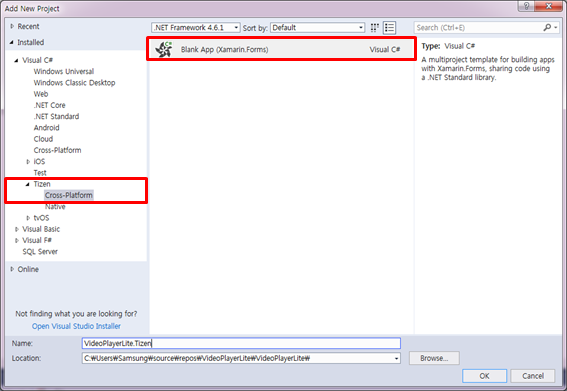 Add New Project
Recent
.NET Framework 4.6.1 Sort by: Default Search (Ctrl+E)
Installed
Visual C#
Windows Universal
Windows Classic Desktop
Web
.NET Core
.NET Standard
Android
Cloud
Cross-Platform
iOS
Test
Tizen
Cross-Platform
Native
tvOS
Visual Basic
Visual F#
SQL Server
Online
Not finding what you are looking for?
Open Visual Studio Installer
C#
Blank App (Xamarin.Forms) Visual C#
Type: Visual C#
A multiproject template for building apps
with Xamarin.Forms, sharing code using
a .NET Standard library.
Name: VideoPlayerLite.Tizen
Location: C:₩Users₩Samsung₩source₩repos₩VideoPlayerLite₩VideoPlayerLite₩ Browse...
OK Cancel